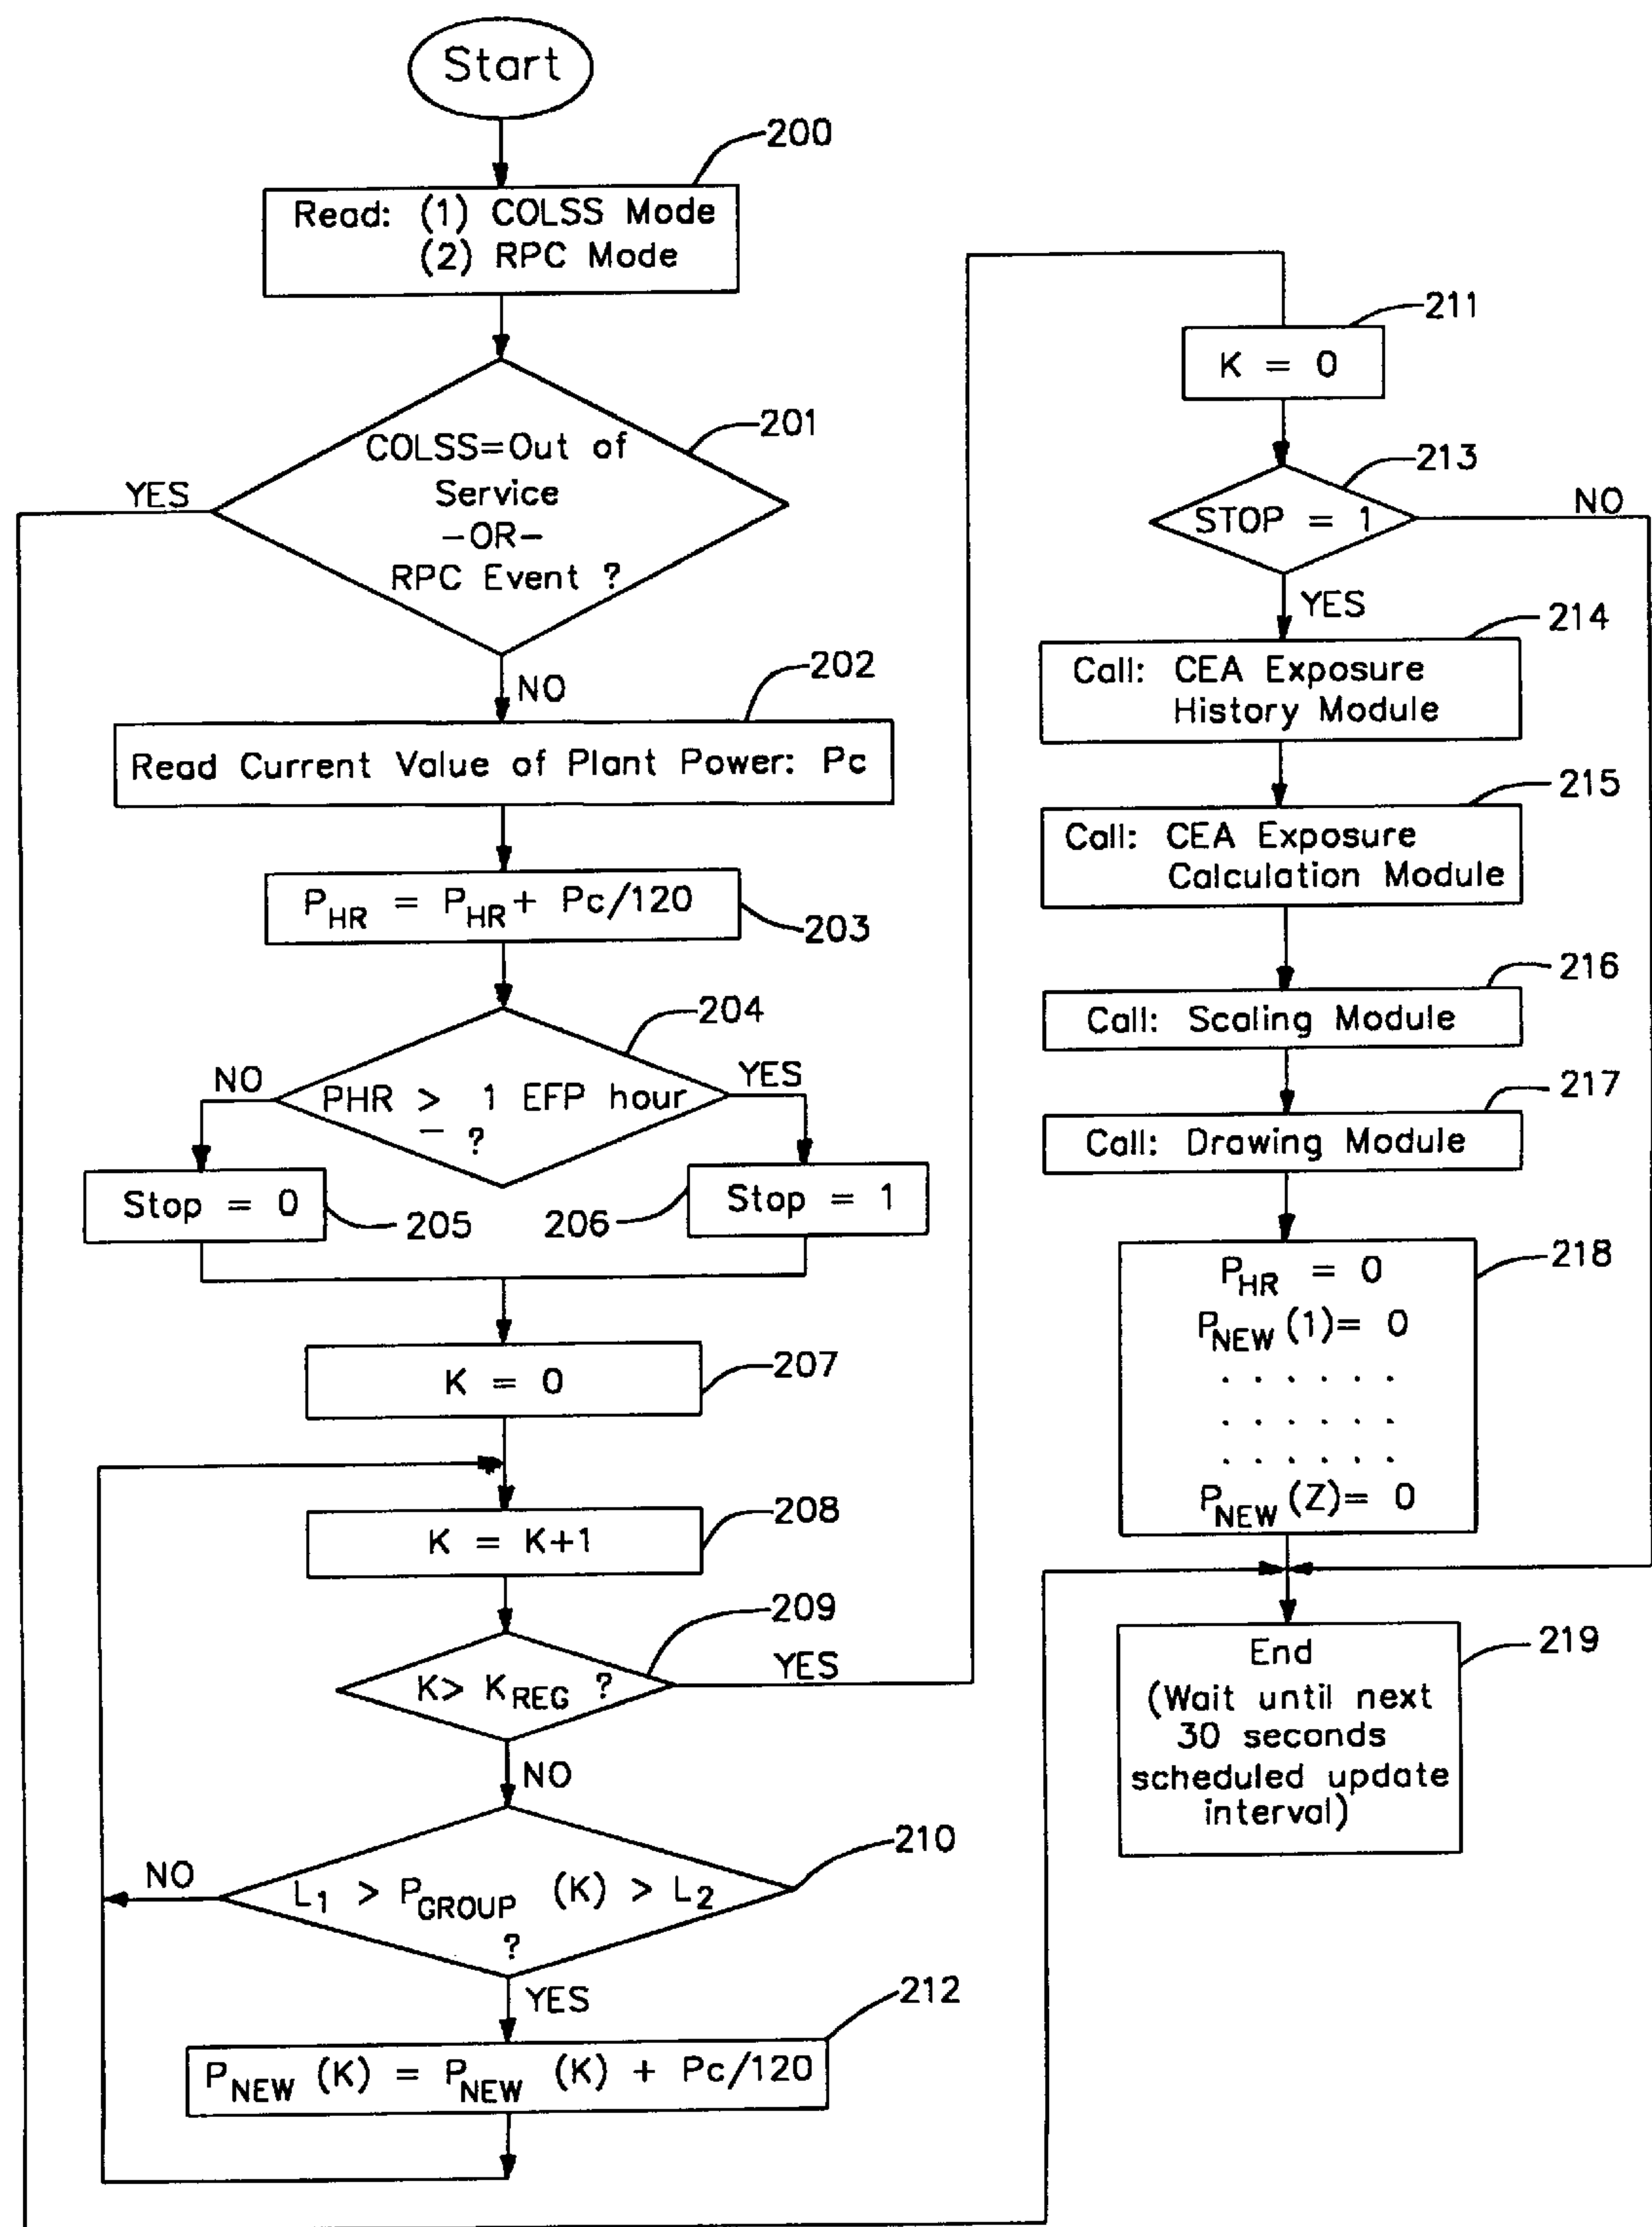 Start
200
Read: (1) COLSS Mode
(2) RPC Mode
201
COLSS=Out of
Service
-OR-
RPC Event ?
YES
NO
202
Read Current Value of Plant Power: Pc
P_HR = P_HR + Pc/120
203
204
NO
YES
PHR > 1 EFP hour
_ ?
Stop = 0
205
206
Stop = 1
K = 0
207
K = K+1
208
209
K> K_REG ?
YES
NO
210
NO
L1 > P_GROUP (K) > L2
?
YES
212
P_NEW (K) = P_NEW (K) + Pc/120
211
K = 0
213
STOP = 1
NO
YES
214
Call: CEA Exposure
History Module
215
Call: CEA Exposure
Calculation Module
216
Call: Scaling Module
217
Call: Drawing Module
218
P_HR = 0
P_NEW (1)= 0
. . . . . .
. . . . . .
. . . . . .
P_NEW (Z)= 0
219
End
(Wait until next
30 seconds
scheduled update
interval)